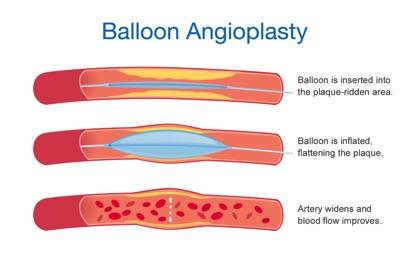 Balloon Angioplasty
Balloon is inserted into
the plaque-ridden area.
Balloon is inflated,
flattening the plaque.
Artery widens and
blood flow improves.